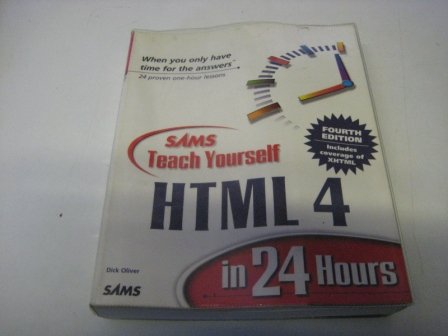 When you only have
time for the answers™
24 proven one-hour lessons
FOURTH
EDITION
Includes
coverage of
XHTML
SAMS
Teach Yourself
HTML 4
in 24 Hours
Dick Oliver
SAMS